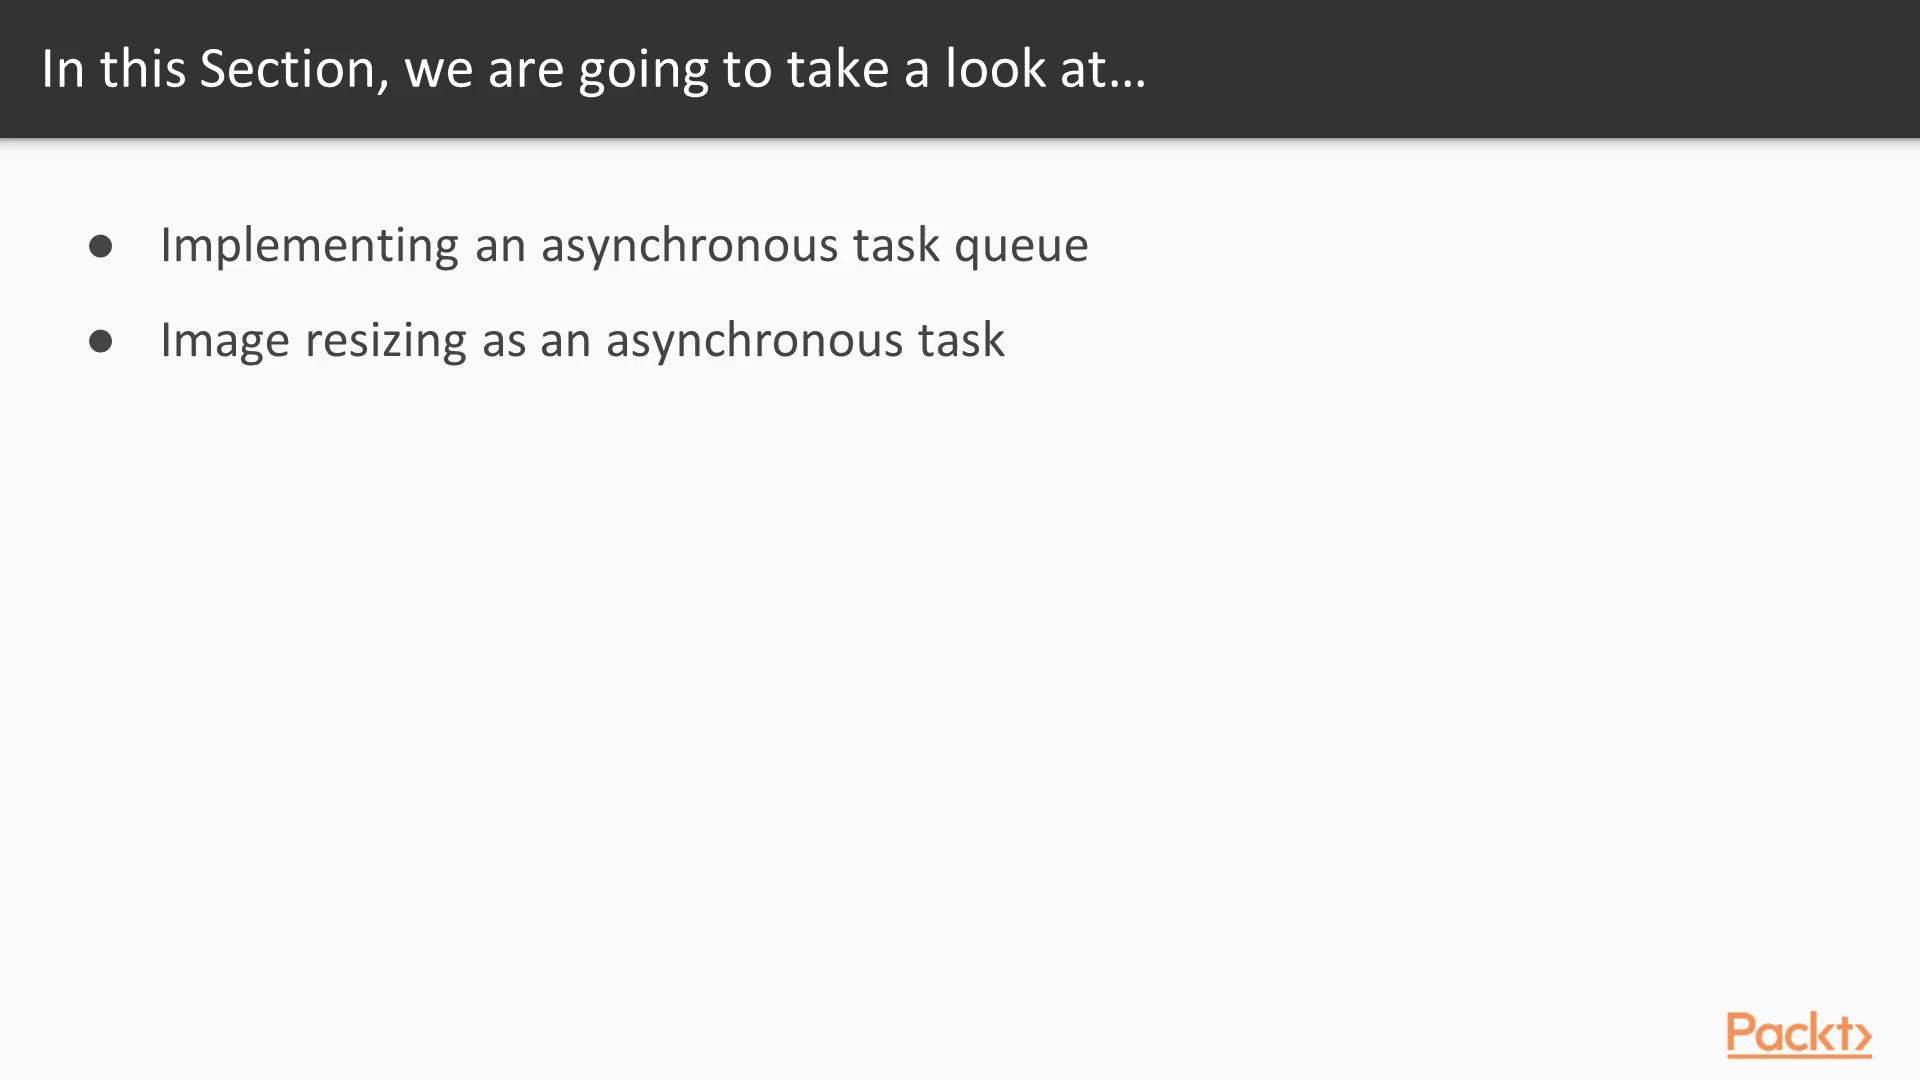 In this Section, we are going to take a look at...
● Implementing an asynchronous task queue
● Image resizing as an asynchronous task
Packt>